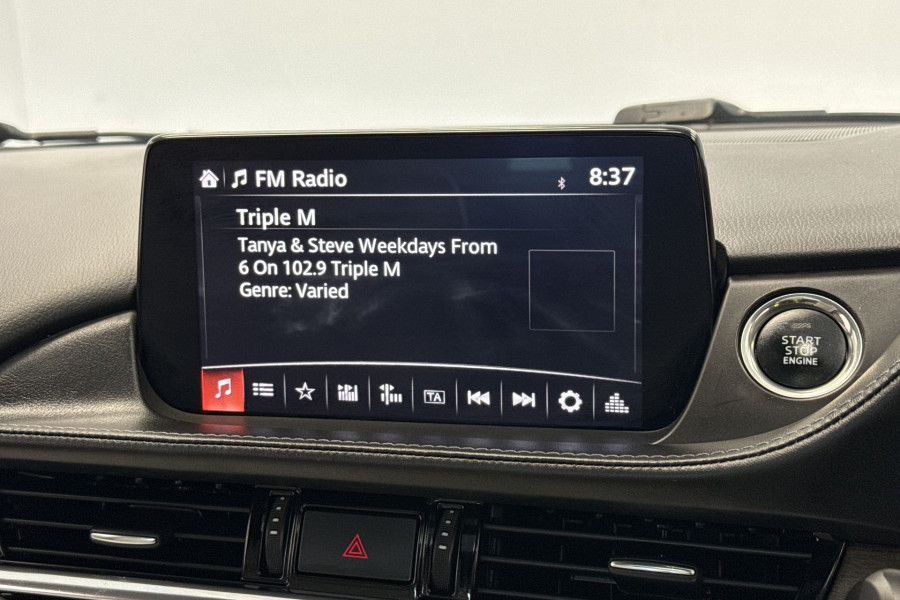 FM Radio
8:37
Triple M
Tanya & Steve Weekdays From
6 On 102.9 Triple M
Genre: Varied
TA
START
STOP
ENGINE